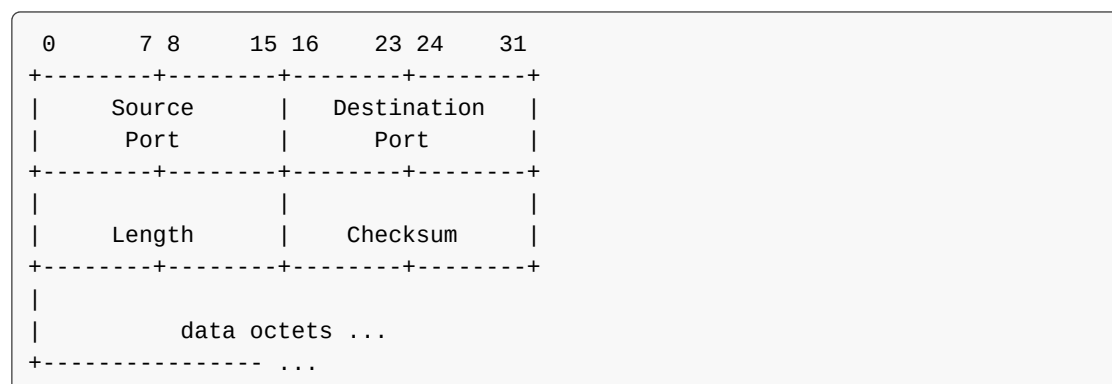 0      7 8     15 16    23 24    31
+--------+--------+--------+--------+
|     Source      |   Destination   |
|      Port       |      Port       |
+--------+--------+--------+--------+
|                 |                 |
|     Length      |    Checksum     |
+--------+--------+--------+--------+
|
|          data octets ...
+---------------- ...